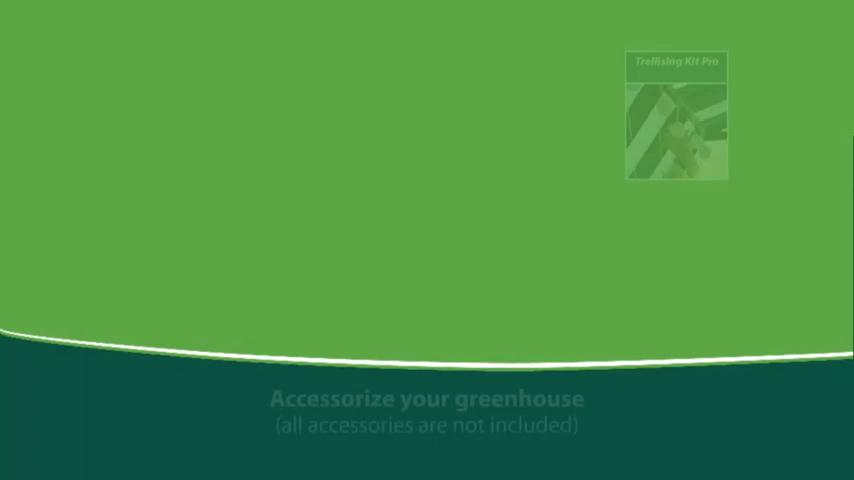 Trellising Kit Pro
Accessorize your greenhouse
(all accessories are not included)